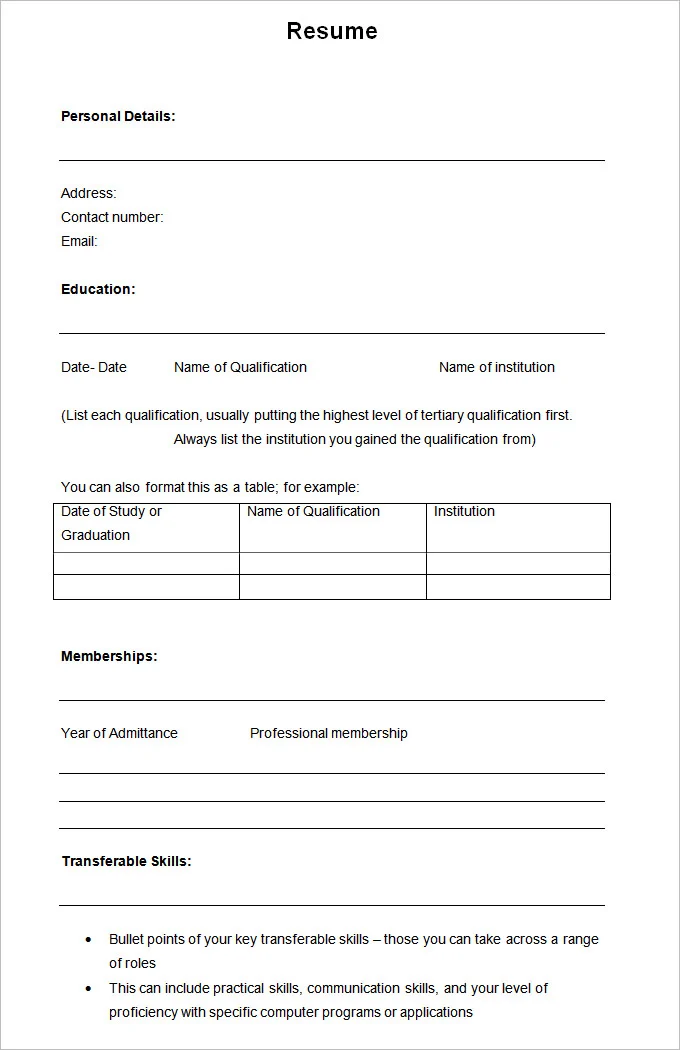 Resume
Personal Details:
Address:
Contact number:
Email:
Education:
Date- Date Name of Qualification Name of institution
(List each qualification, usually putting the highest level of tertiary qualification first.
Always list the institution you gained the qualification from)
You can also format this as a table; for example:
Date of Study or Name of Qualification Institution
Graduation
Memberships:
Year of Admittance Professional membership
Transferable Skills:
• Bullet points of your key transferable skills – those you can take across a range
of roles
• This can include practical skills, communication skills, and your level of
proficiency with specific computer programs or applications